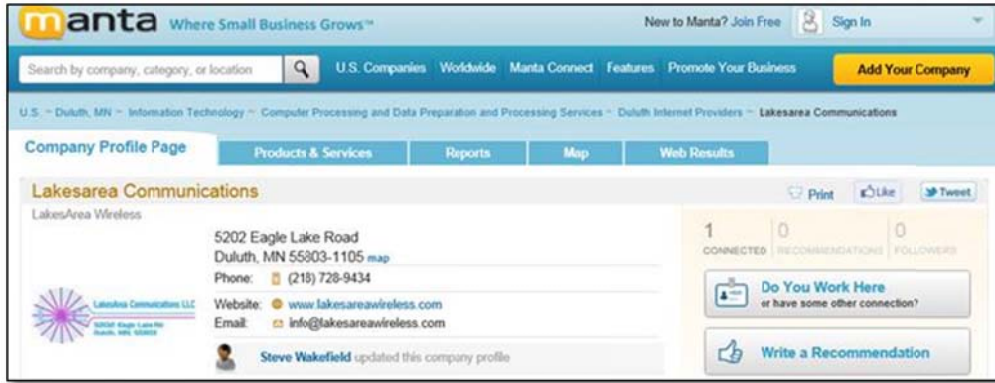 manta Where Small Business Grows™ New to Manta? Join Free Sign In
Search by company, category, or location U.S. Companies Worldwide Manta Connect Features Promote Your Business Add Your Company
U.S. ~ Duluth, MN ~ Information Technology ~ Computer Processing and Data Preparation and Processing Services ~ Duluth Internet Providers ~ Lakesarea Communications
Company Profile Page Products & Services Reports Map Web Results
Lakesarea Communications Print Like Tweet
LakesArea Wireless
5202 Eagle Lake Road
Duluth, MN 55803-1105 map
Phone: (218) 728-9434
LakesArea Communications LLC
Website: www.lakesareawireless.com
Email: info@lakesareawireless.com
Steve Wakefield updated this company profile
1 0 0
CONNECTED RECOMMENDATIONS FOLLOWERS
Do You Work Here
or have some other connection?
Write a Recommendation